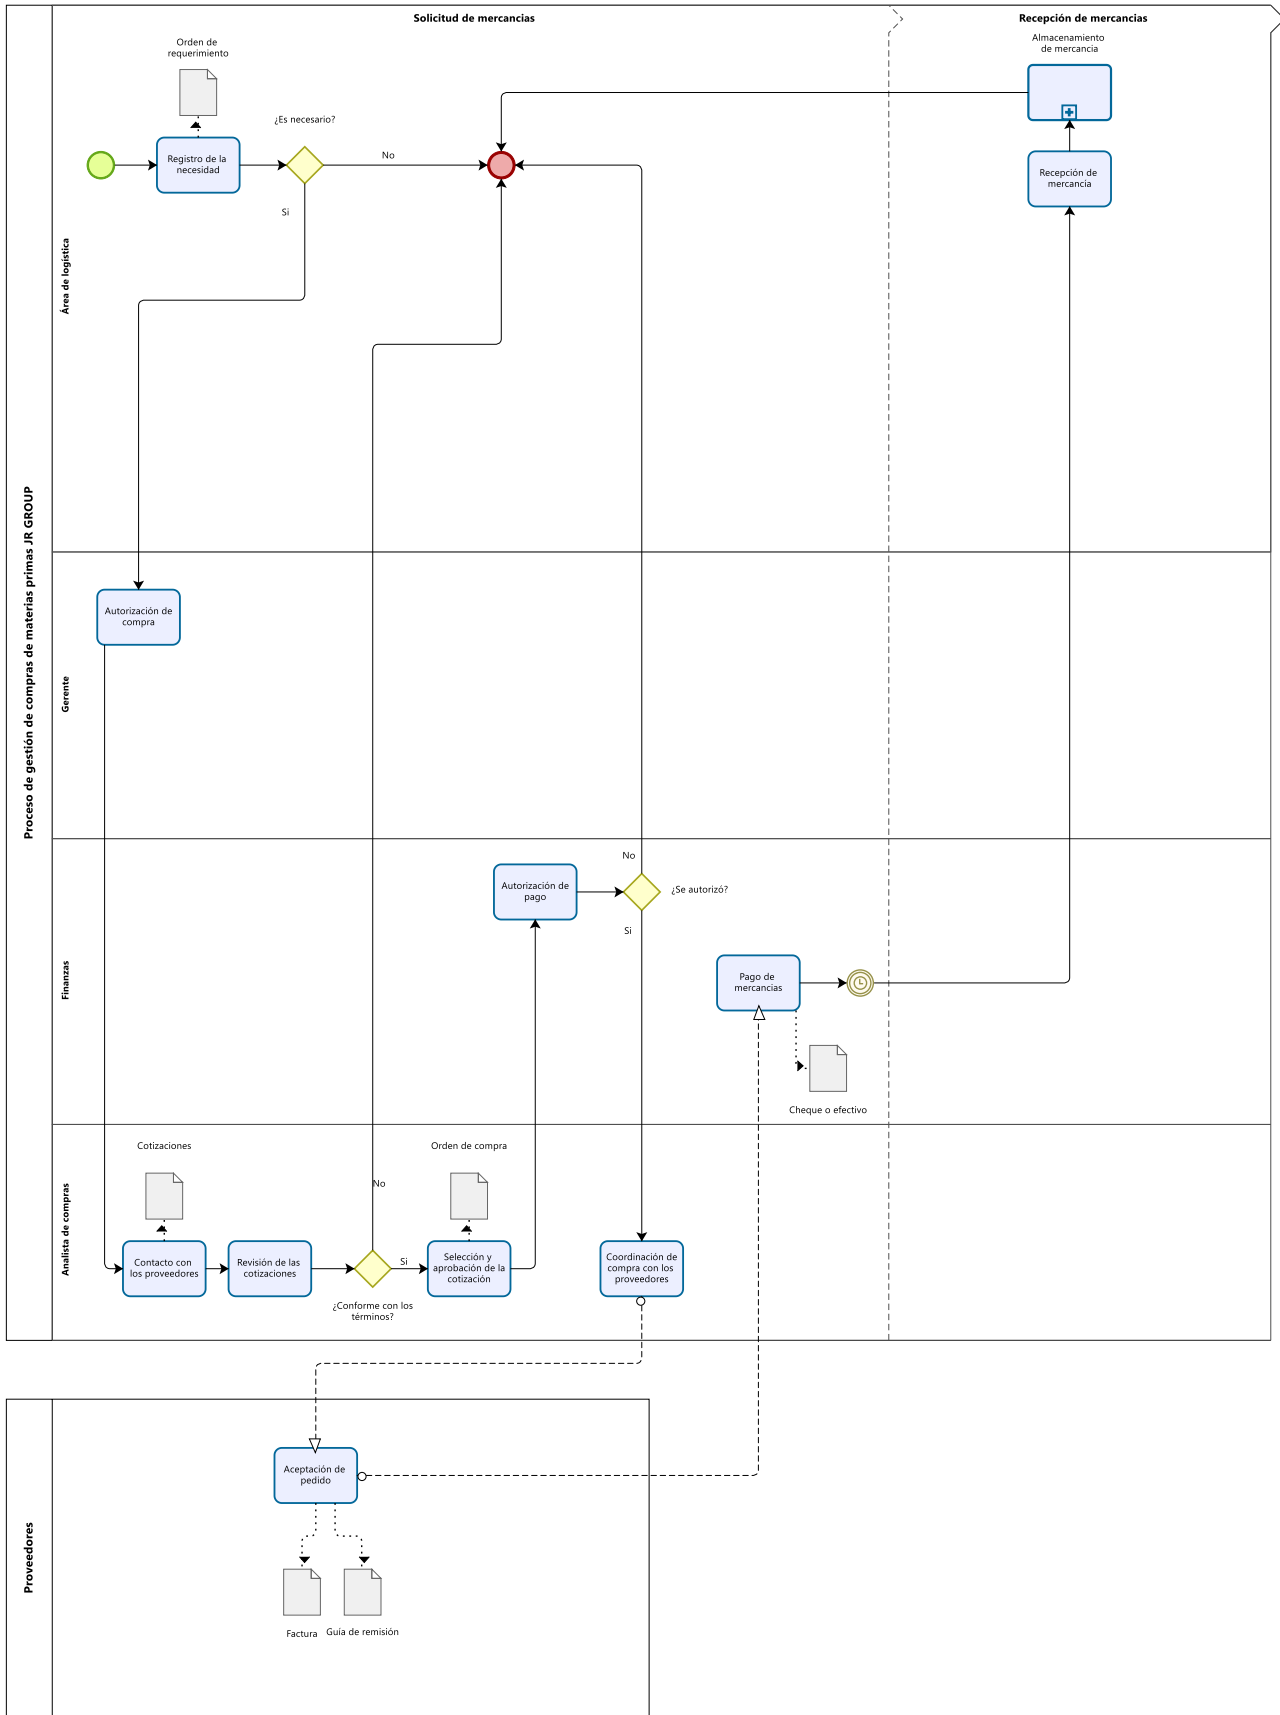 Solicitud de mercancias
Recepción de mercancias
Proceso de gestión de compras de materias primas JR GROUP
Área de logística
Orden de
requerimiento
Registro de la
necesidad
¿Es necesario?
No
Si
Almacenamiento
de mercancia
Recepción de
mercancia
Gerente
Autorización de
compra
Finanzas
Autorización de
pago
No
¿Se autorizó?
Si
Pago de
mercancias
Cheque o efectivo
Analista de compras
Cotizaciones
Contacto con
los proveedores
Revisión de las
cotizaciones
No
Si
¿Conforme con los
términos?
Orden de compra
Selección y
aprobación de la
cotización
Coordinación de
compra con los
proveedores
Proveedores
Aceptación de
pedido
Factura
Guía de remisión